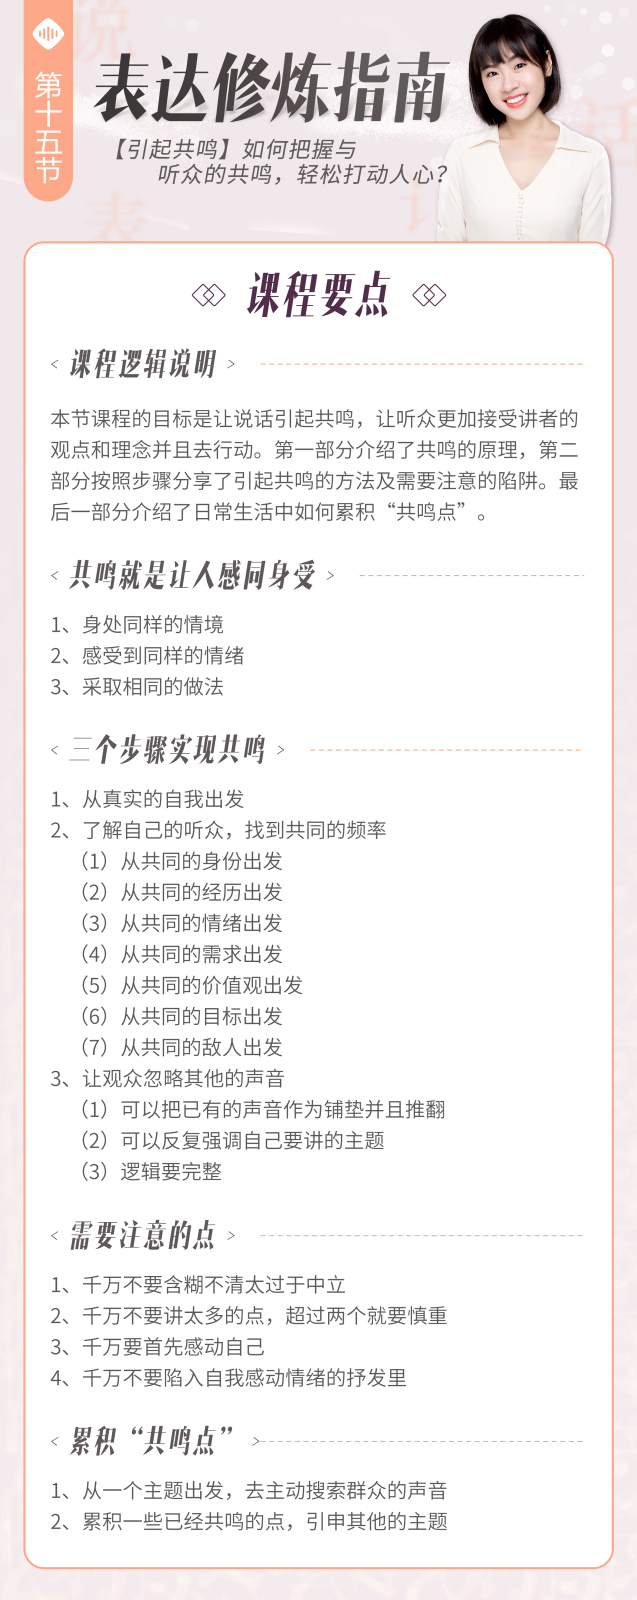 第十五节
表达修炼指南
【引起共鸣】如何把握与
听众的共鸣，轻松打动人心？
课程要点
< 课程逻辑说明 >
本节课程的目标是让说话引起共鸣，让听众更加接受讲者的
观点和理念并且去行动。第一部分介绍了共鸣的原理，第二
部分按照步骤分享了引起共鸣的方法及需要注意的陷阱。最
后一部分介绍了日常生活中如何累积“共鸣点”。
< 共鸣就是让人感同身受 >
1、身处同样的情境
2、感受到同样的情绪
3、采取相同的做法
< 三个步骤实现共鸣 >
1、从真实的自我出发
2、了解自己的听众，找到共同的频率
（1）从共同的身份出发
（2）从共同的经历出发
（3）从共同的情绪出发
（4）从共同的需求出发
（5）从共同的价值观出发
（6）从共同的目标出发
（7）从共同的敌人出发
3、让观众忽略其他的声音
（1）可以把已有的声音作为铺垫并且推翻
（2）可以反复强调自己要讲的主题
（3）逻辑要完整
< 需要注意的点 >
1、千万不要含糊不清太过于中立
2、千万不要讲太多的点，超过两个就要慎重
3、千万要首先感动自己
4、千万不要陷入自我感动情绪的抒发里
< 累积“共鸣点” >
1、从一个主题出发，去主动搜索群众的声音
2、累积一些已经共鸣的点，引申其他的主题